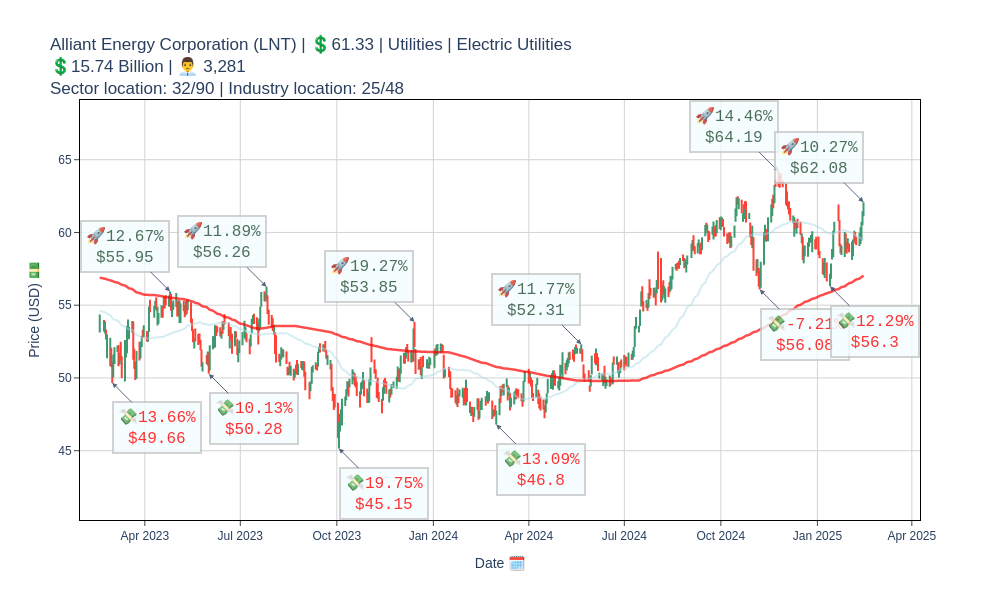 Alliant Energy Corporation (LNT) | 💲61.33 | Utilities | Electric Utilities
💲15.74 Billion | 👨‍💼 3,281
Sector location: 32/90 | Industry location: 25/48
🚀14.46%
$64.19
🚀10.27%
$62.08
🚀12.67%
$55.95
🚀11.89%
$56.26
🚀19.27%
$53.85
🚀11.77%
$52.31
💸-7.21
$56.08
💸12.29%
$56.3
💸13.66%
$49.66
💸10.13%
$50.28
💸19.75%
$45.15
💸13.09%
$46.8
65
60
55
50
45
Price (USD) 💵
Apr 2023
Jul 2023
Oct 2023
Jan 2024
Apr 2024
Jul 2024
Oct 2024
Jan 2025
Apr 2025
Date 🗓️